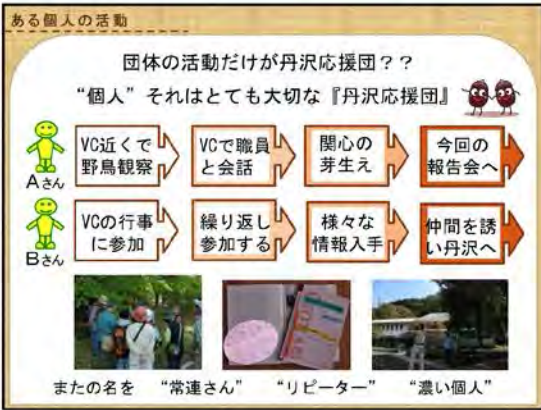 ある個人の活動
団体の活動だけが丹沢応援団??
“個人”それはとても大切な『丹沢応援団』
Aさん
VC近くで
野鳥観察
VCで職員
と会話
関心の
芽生え
今回の
報告会へ
Bさん
VCの行事
に参加
繰り返し
参加する
様々な
情報入手
仲間を誘
い丹沢へ
またの名を “常連さん” “リピーター” “濃い個人”